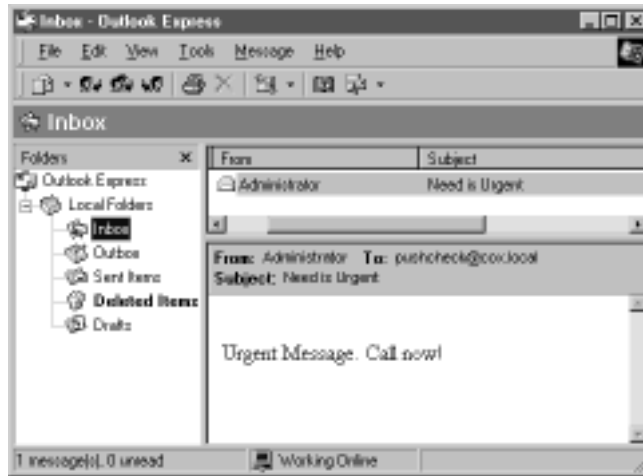 Inbox - Outlook Express
File Edit View Tools Message Help
Inbox
Folders
From Subject
Outlook Express
Administrator Need is Urgent
Local Folders
Inbox
Outbox
Sent Items
Deleted Items
Drafts
From: Administrator To: pushcheck@cox.local
Subject: Need is Urgent
Urgent Message. Call now!
1 message(s), 0 unread Working Online